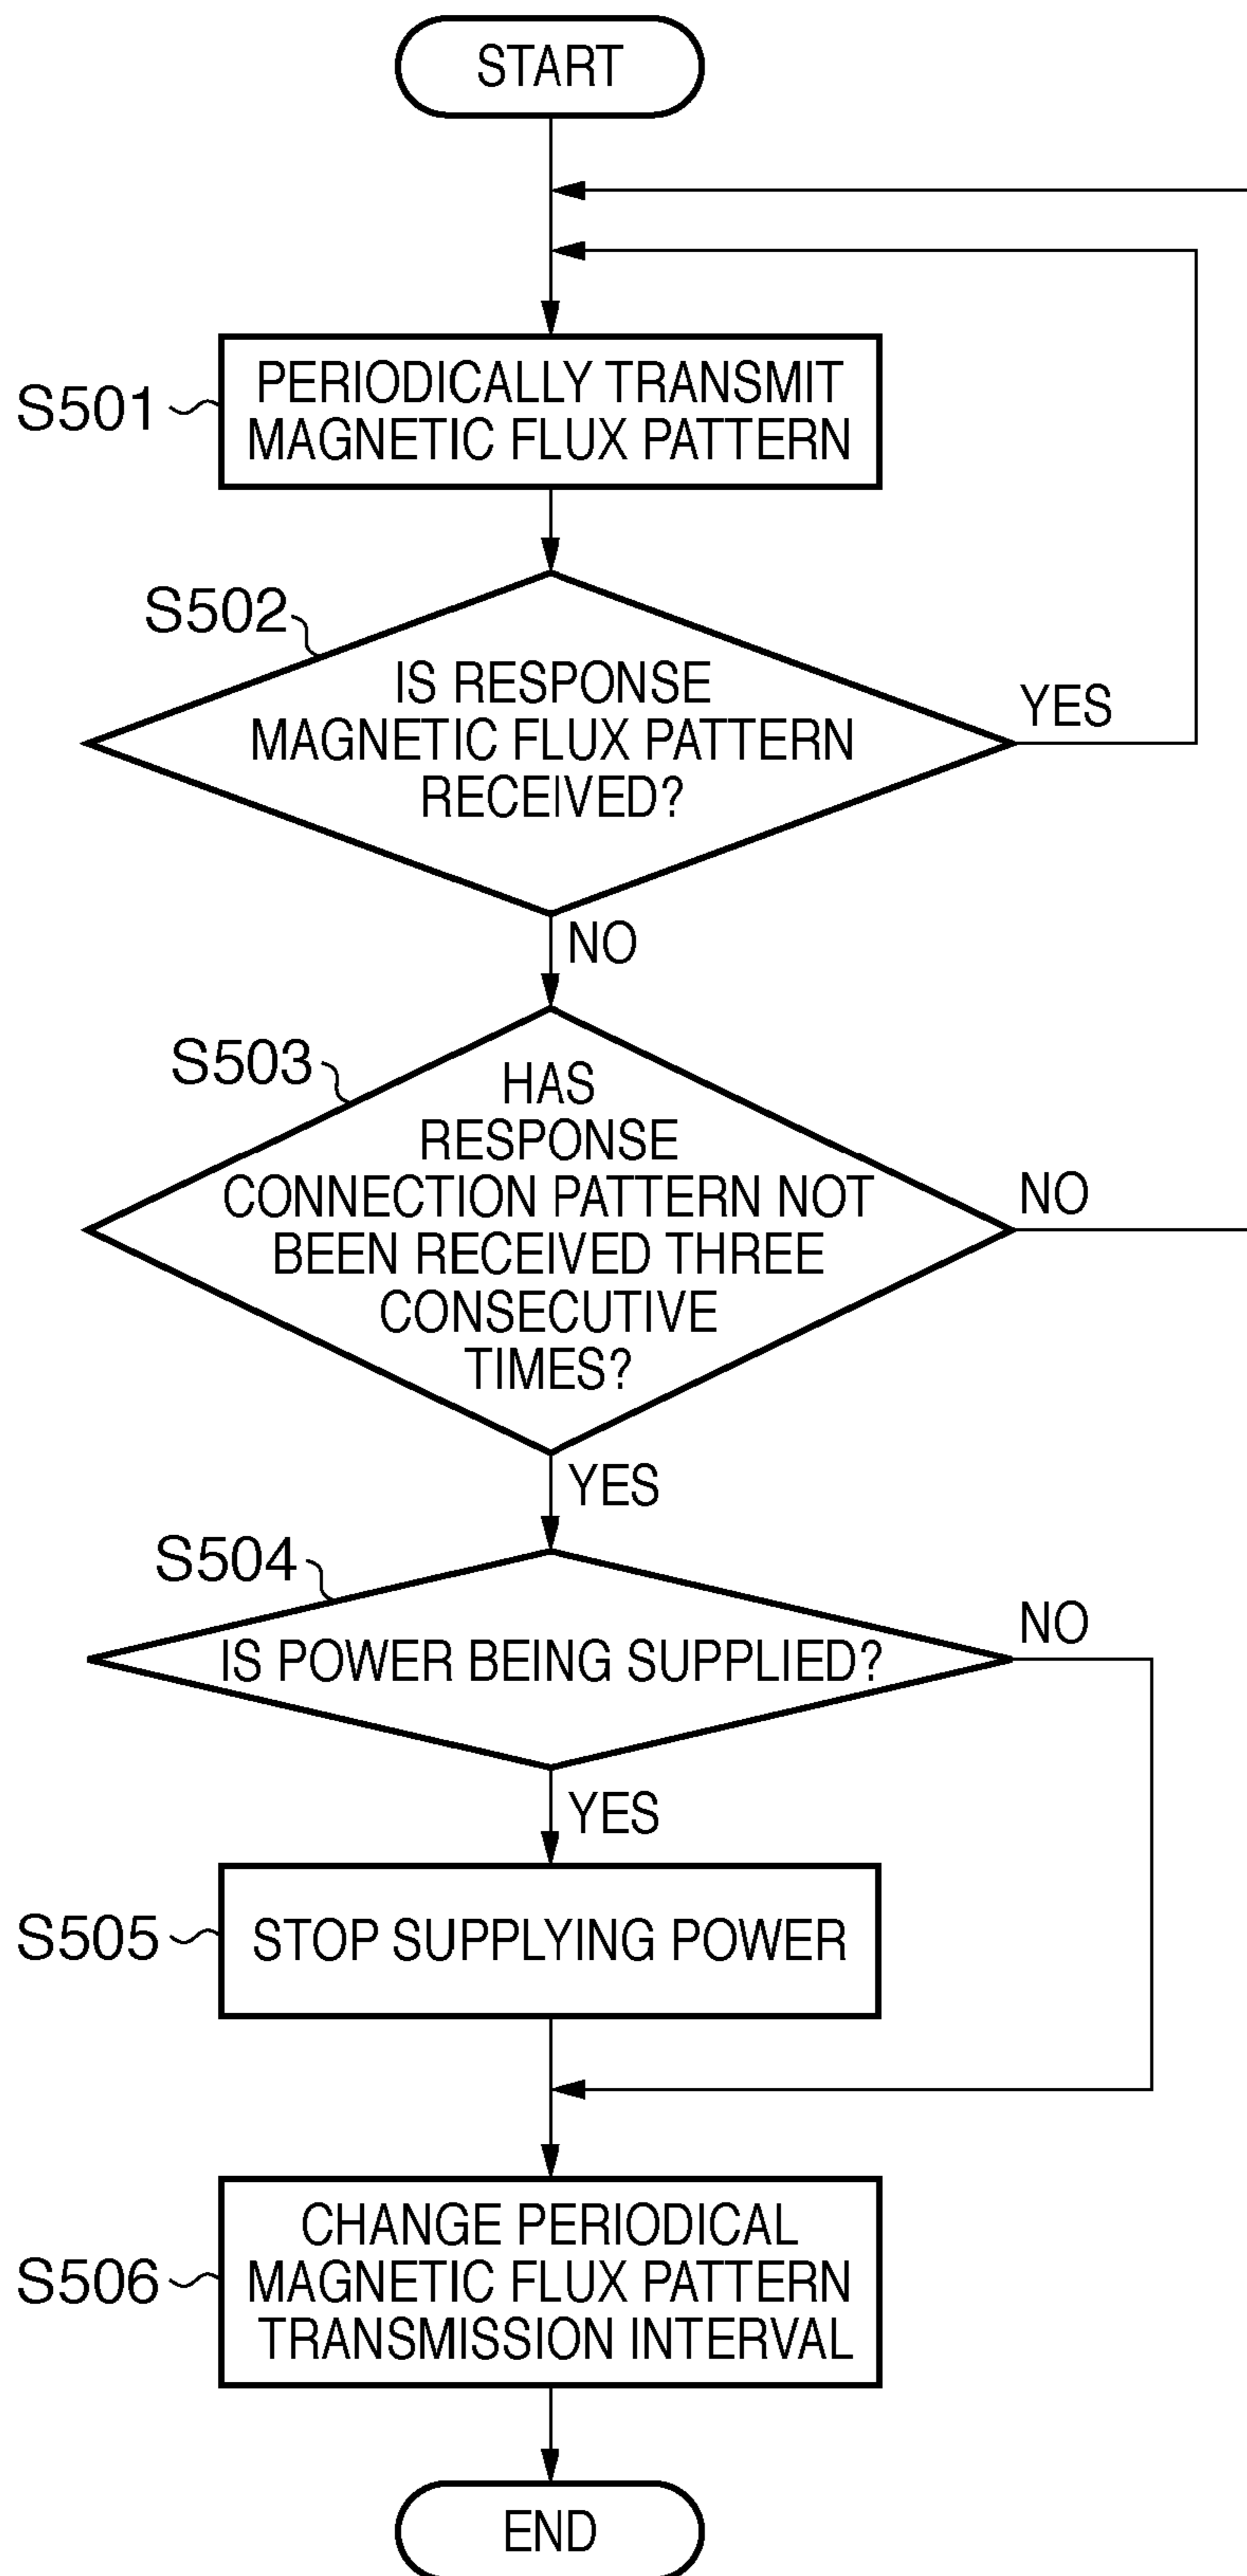 START
S501
PERIODICALLY TRANSMIT
MAGNETIC FLUX PATTERN
S502
IS RESPONSE
MAGNETIC FLUX PATTERN
RECEIVED?
YES
NO
S503
HAS
RESPONSE
CONNECTION PATTERN NOT
BEEN RECEIVED THREE
CONSECUTIVE
TIMES?
NO
YES
S504
IS POWER BEING SUPPLIED?
NO
YES
S505
STOP SUPPLYING POWER
S506
CHANGE PERIODICAL
MAGNETIC FLUX PATTERN
TRANSMISSION INTERVAL
END